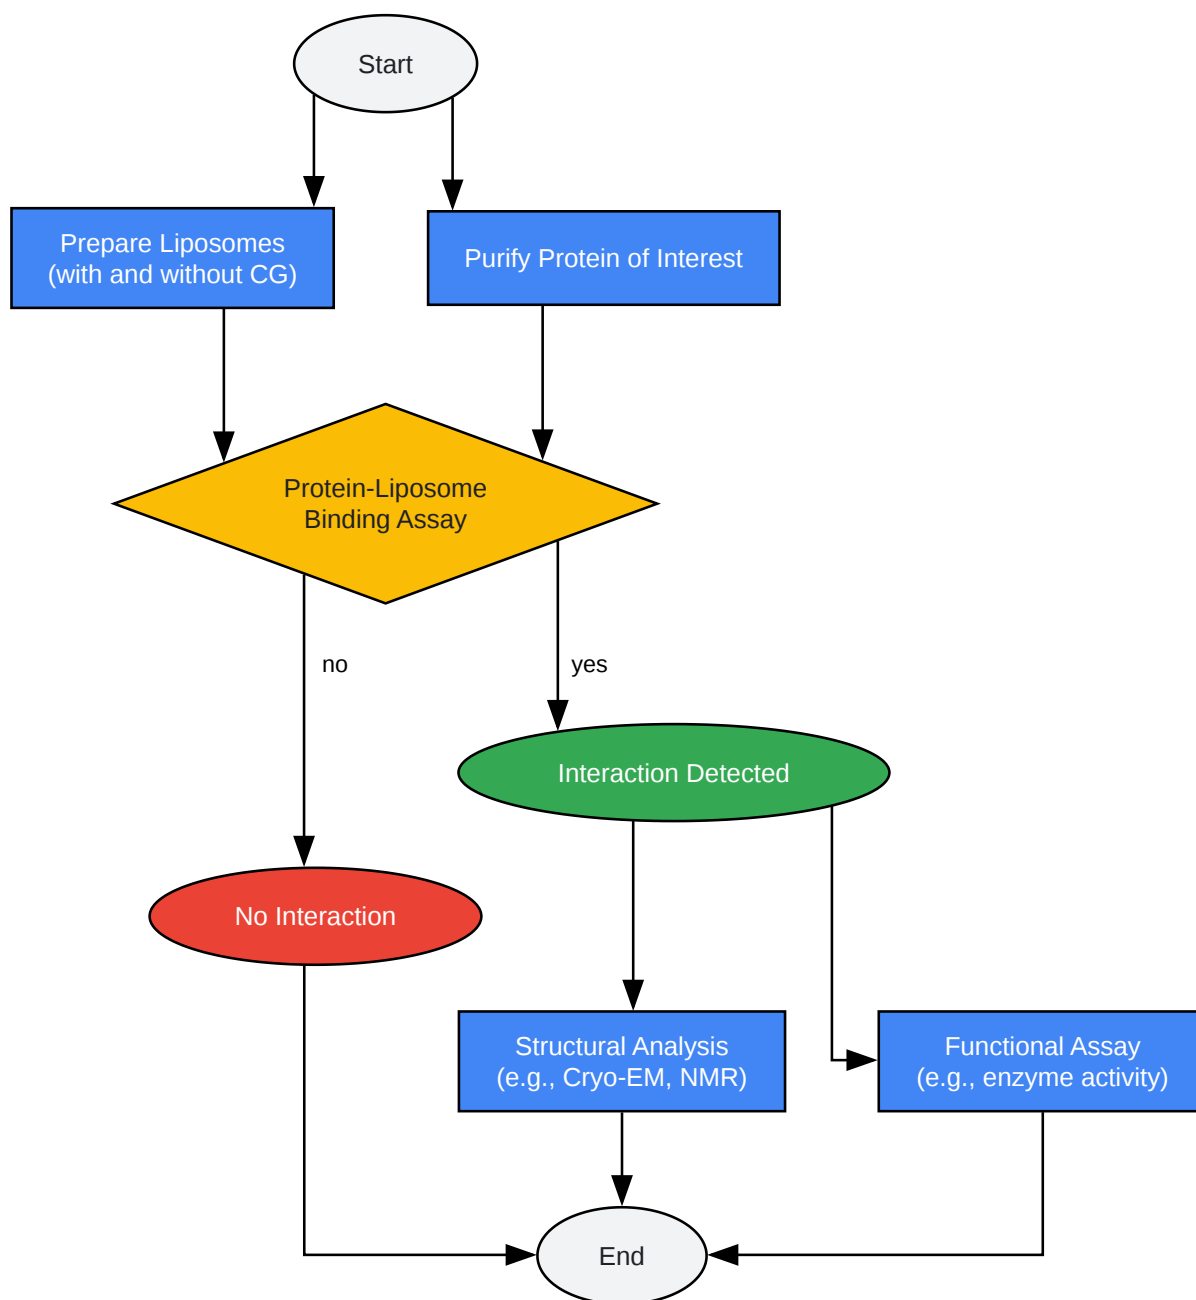 Start
Prepare Liposomes
(with and without CG)
Purify Protein of Interest
Protein-Liposome
Binding Assay
no
yes
Interaction Detected
No Interaction
Structural Analysis
(e.g., Cryo-EM, NMR)
Functional Assay
(e.g., enzyme activity)
End